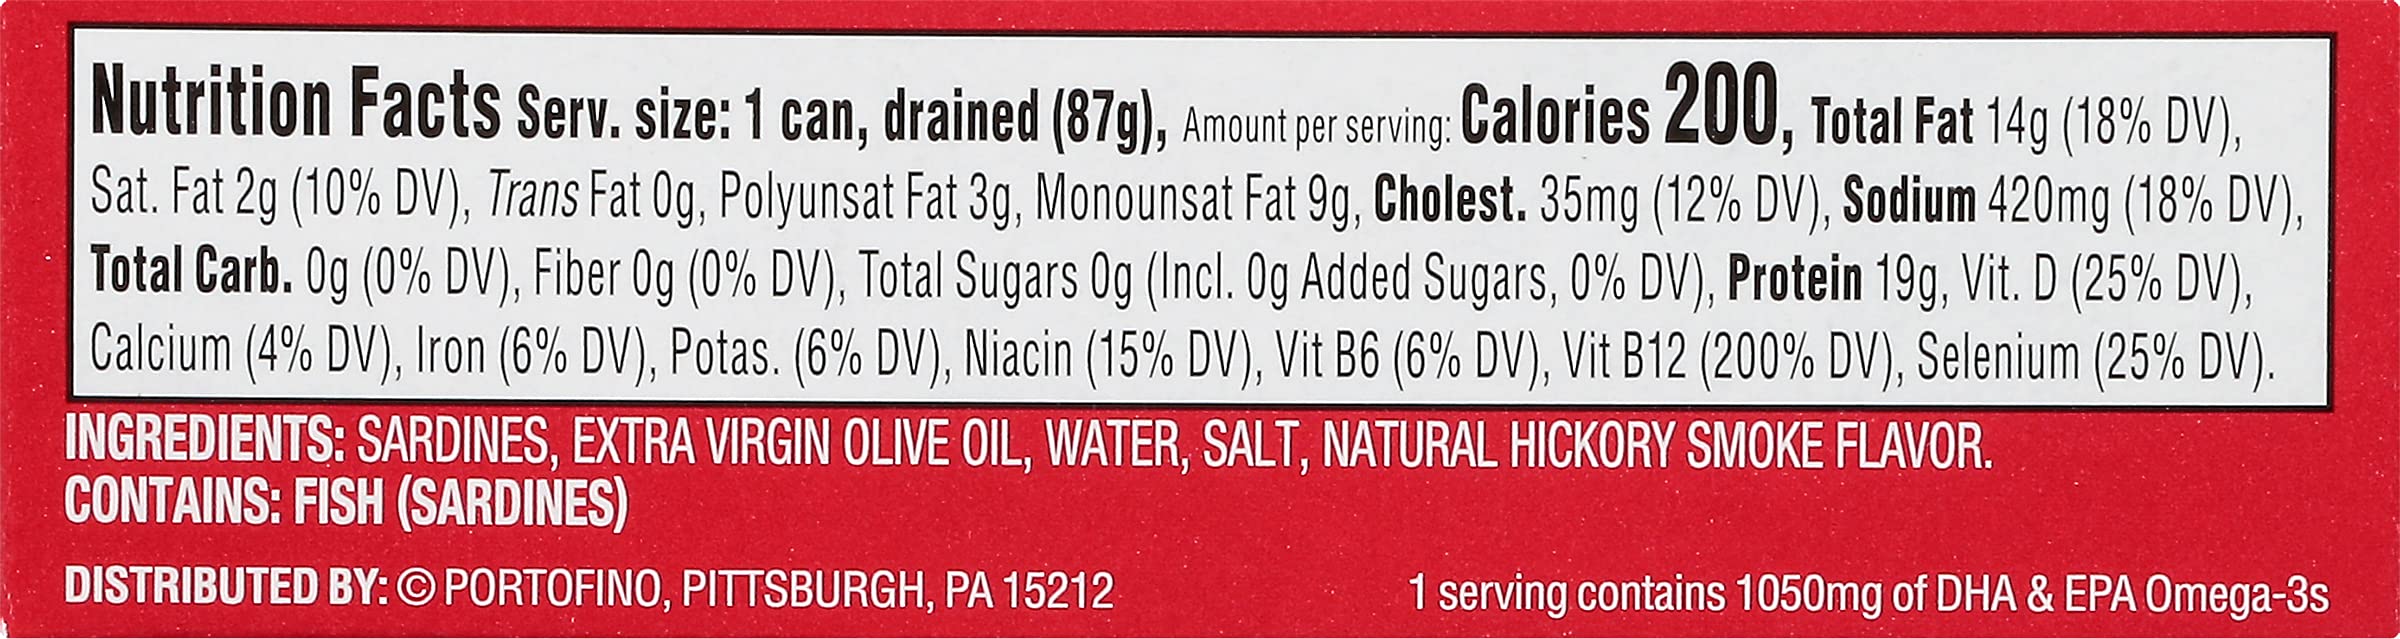 Nutrition Facts Serv. size: 1 can, drained (87g), Amount per serving: Calories 200, Total Fat 14g (18% DV),
Sat. Fat 2g (10% DV), Trans Fat 0g, Polyunsat Fat 3g, Monounsat Fat 9g, Cholest. 35mg (12% DV), Sodium 420mg (18% DV),
Total Carb. 0g (0% DV), Fiber 0g (0% DV), Total Sugars 0g (Incl. 0g Added Sugars, 0% DV), Protein 19g, Vit. D (25% DV),
Calcium (4% DV), Iron (6% DV), Potas. (6% DV), Niacin (15% DV), Vit B6 (6% DV), Vit B12 (200% DV), Selenium (25% DV).
INGREDIENTS: SARDINES, EXTRA VIRGIN OLIVE OIL, WATER, SALT, NATURAL HICKORY SMOKE FLAVOR.
CONTAINS: FISH (SARDINES)
DISTRIBUTED BY: © PORTOFINO, PITTSBURGH, PA 15212
1 serving contains 1050mg of DHA & EPA Omega-3s